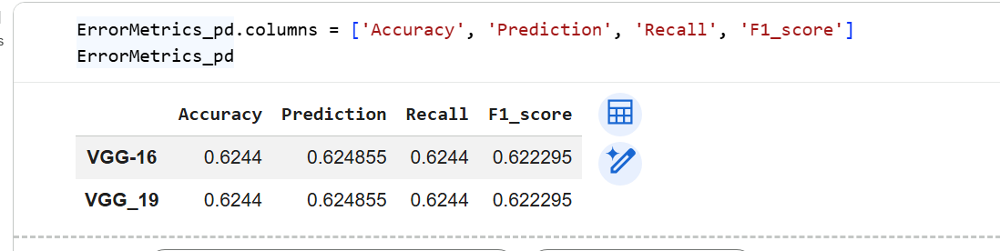 ErrorMetrics_pd.columns = ['Accuracy', 'Prediction', 'Recall', 'F1_score']
ErrorMetrics_pd
Accuracy Prediction Recall F1_score
VGG-16 0.6244 0.624855 0.6244 0.622295
VGG_19 0.6244 0.624855 0.6244 0.622295